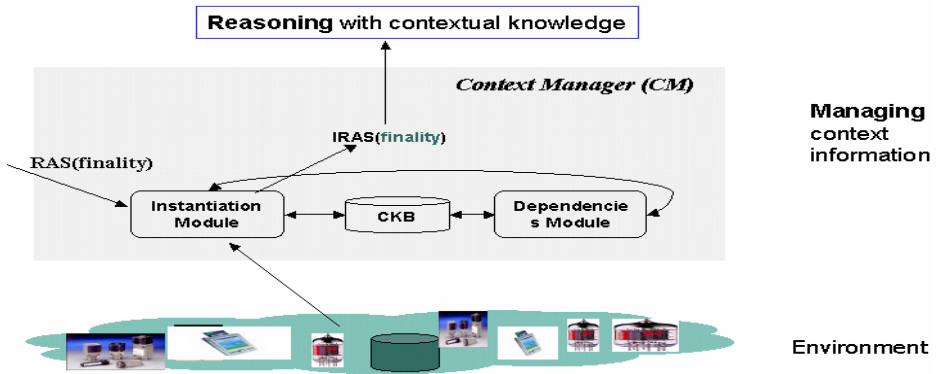 Reasoning with contextual knowledge
Context Manager (CM)
Managing
context
information
IRAS(finality)
RAS(finality)
Instantiation
Module
CKB
Dependencie
s Module
Environment